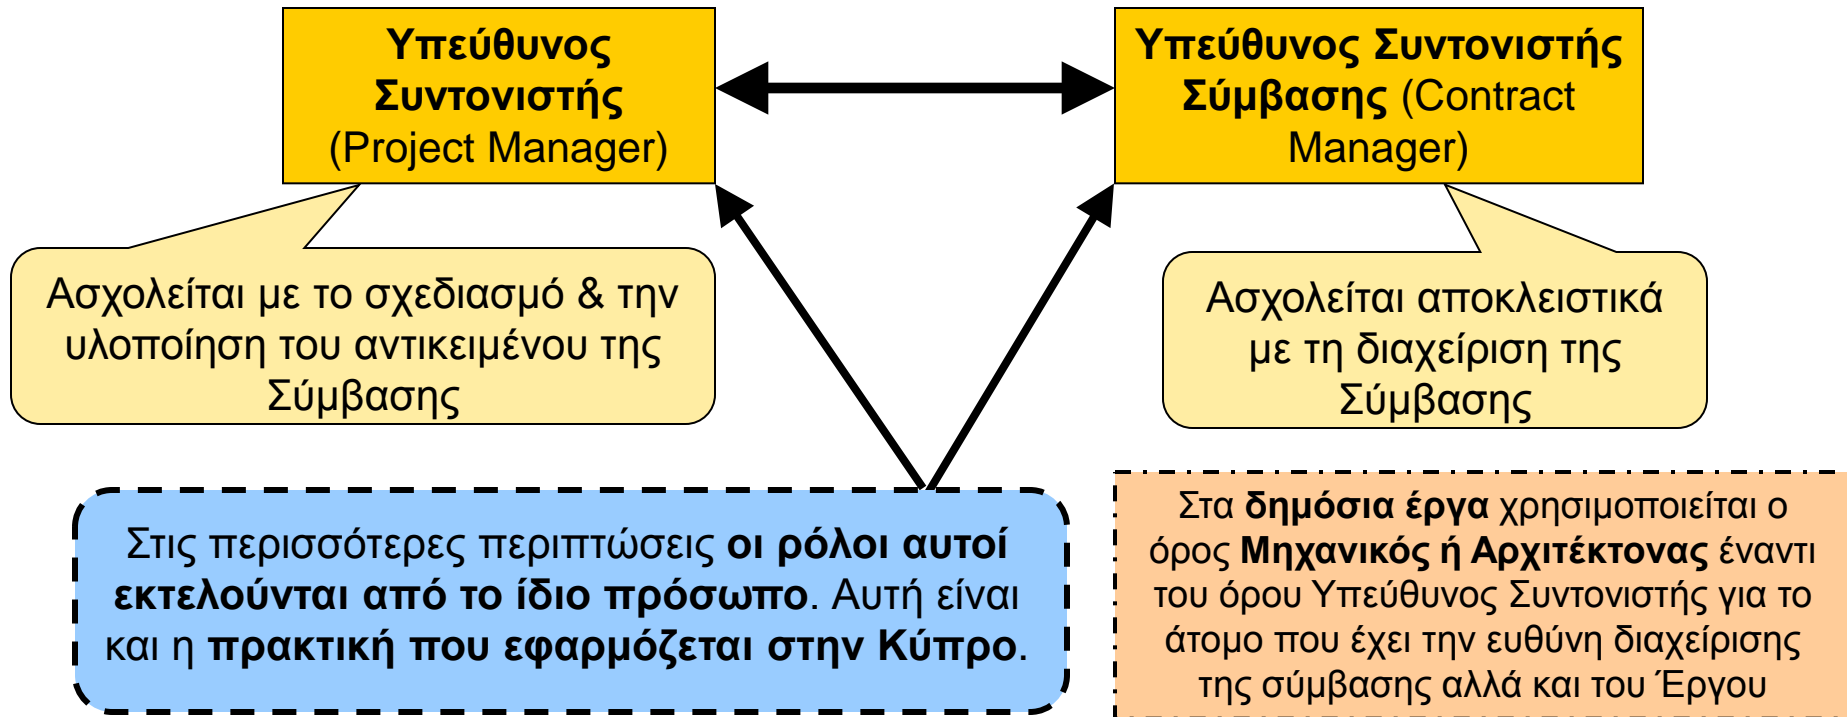 Υπεύθυνος
Συντονιστής
(Project Manager)
Υπεύθυνος Συντονιστής
Σύμβασης (Contract
Manager)
Ασχολείται με το σχεδιασμό & την
υλοποίηση του αντικειμένου της
Σύμβασης
Ασχολείται αποκλειστικά
με τη διαχείριση της
Σύμβασης
Στις περισσότερες περιπτώσεις οι ρόλοι αυτοί
εκτελούνται από το ίδιο πρόσωπο. Αυτή είναι
και η πρακτική που εφαρμόζεται στην Κύπρο.
Στα δημόσια έργα χρησιμοποιείται ο
όρος Μηχανικός ή Αρχιτέκτονας έναντι
του όρου Υπεύθυνος Συντονιστής για το
άτομο που έχει την ευθύνη διαχείρισης
της σύμβασης αλλά και του Έργου